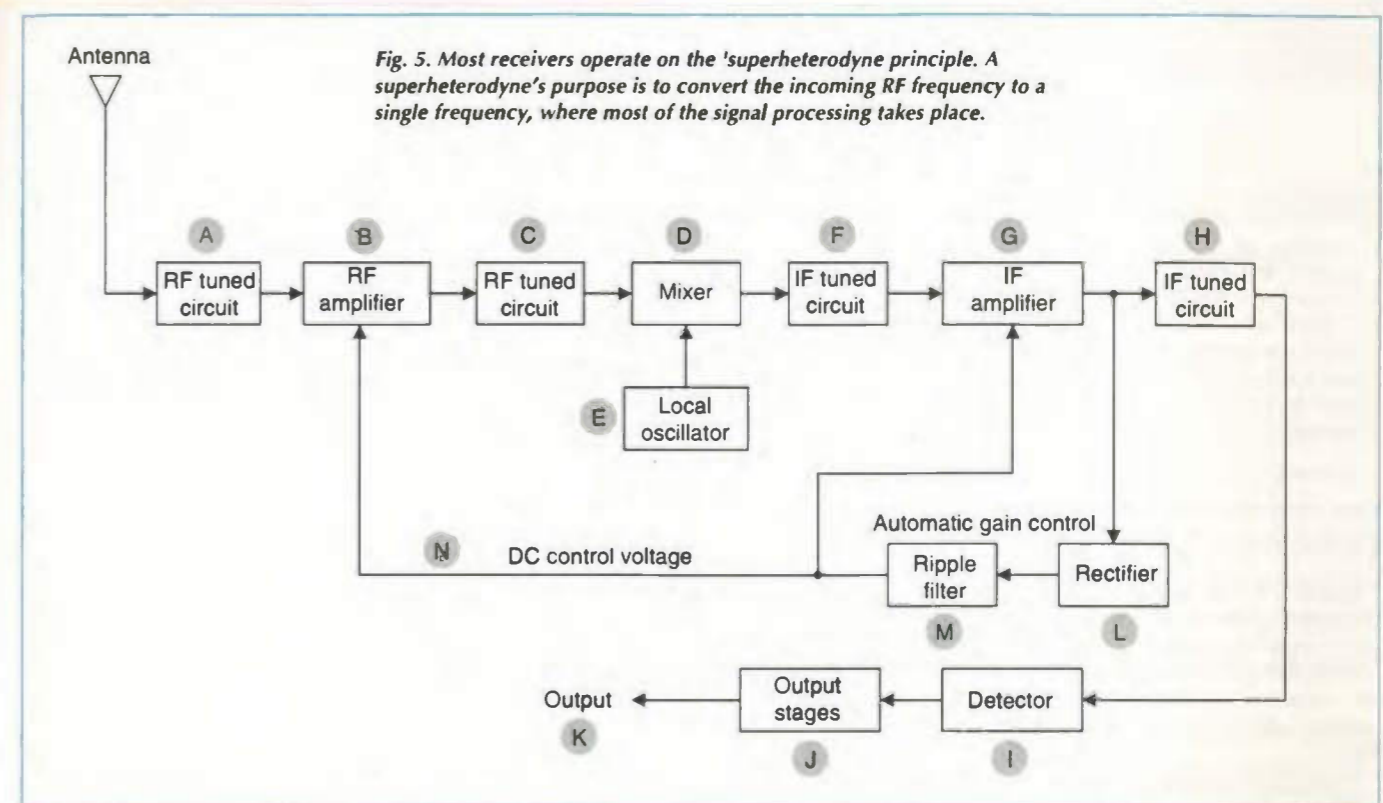 Antenna
Fig. 5. Most receivers operate on the 'superheterodyne principle. A
superheterodyne's purpose is to convert the incoming RF frequency to a
single frequency, where most of the signal processing takes place.
A
B
C
D
F
G
H
RF tuned
circuit
RF
amplifier
RF tuned
circuit
Mixer
IF tuned
circuit
IF
amplifier
IF tuned
circuit
E
Local
oscillator
Automatic gain control
N
DC control voltage
Ripple
filter
Rectifier
M
L
Output
K
Output
stages
Detector
J
I